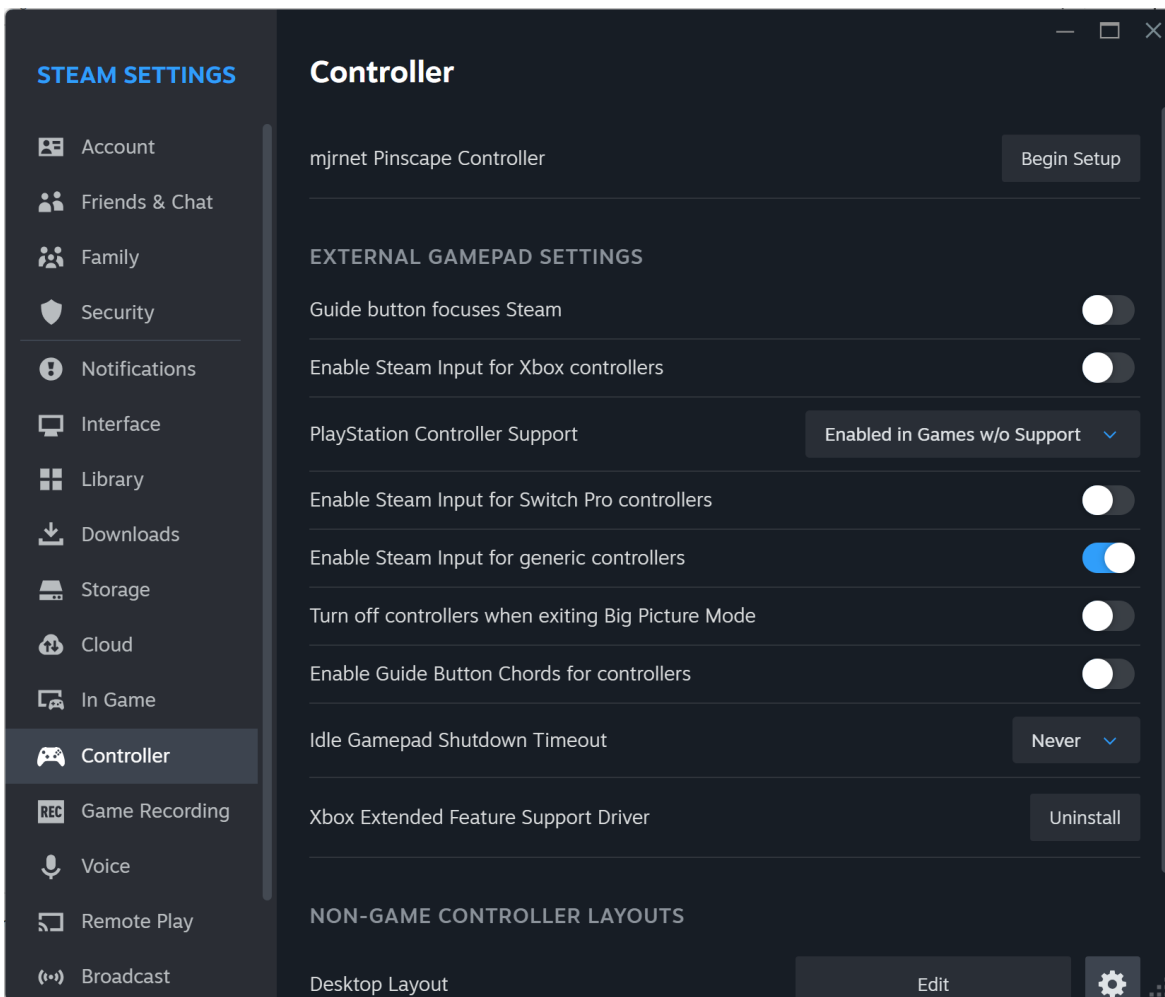 STEAM SETTINGS
Account
Friends & Chat
Family
Security
Notifications
Interface
Library
Downloads
Storage
Cloud
In Game
Controller
REC Game Recording
Voice
Remote Play
Broadcast
Controller
mjrnet Pinscape Controller
Begin Setup
EXTERNAL GAMEPAD SETTINGS
Guide button focuses Steam
Enable Steam Input for Xbox controllers
PlayStation Controller Support
Enabled in Games w/o Support
Enable Steam Input for Switch Pro controllers
Enable Steam Input for generic controllers
Turn off controllers when exiting Big Picture Mode
Enable Guide Button Chords for controllers
Idle Gamepad Shutdown Timeout
Never
Xbox Extended Feature Support Driver
Uninstall
NON-GAME CONTROLLER LAYOUTS
Desktop Layout
Edit